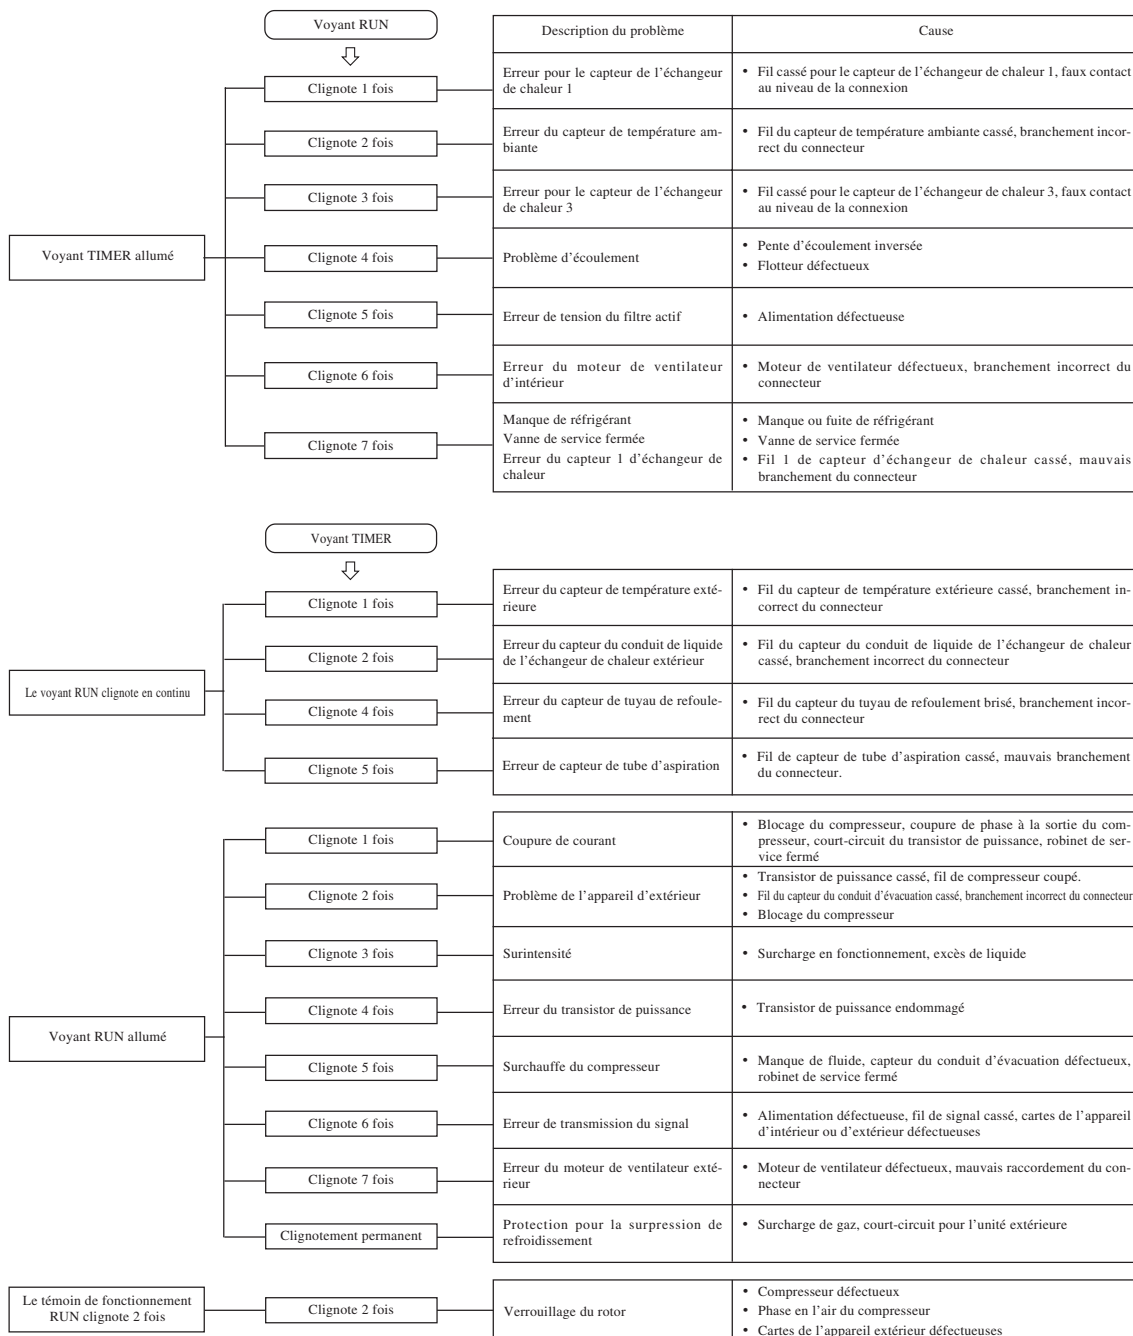 Voyant RUN
Description du problème
Cause
Voyant TIMER allumé
Clignote 1 fois
Erreur pour le capteur de l'échangeur
de chaleur 1
• Fil cassé pour le capteur de l'échangeur de chaleur 1, faux contact
au niveau de la connexion
Clignote 2 fois
Erreur du capteur de température am-
biante
• Fil du capteur de température ambiante cassé, branchement incor-
rect du connecteur
Clignote 3 fois
Erreur pour le capteur de l'échangeur
de chaleur 3
• Fil cassé pour le capteur de l'échangeur de chaleur 3, faux contact
au niveau de la connexion
Clignote 4 fois
Problème d'écoulement
• Pente d'écoulement inversée
• Flotteur défectueux
Clignote 5 fois
Erreur de tension du filtre actif
• Alimentation défectueuse
Clignote 6 fois
Erreur du moteur de ventilateur
d'intérieur
• Moteur de ventilateur défectueux, branchement incorrect du
connecteur
Clignote 7 fois
Manque de réfrigérant
Vanne de service fermée
Erreur du capteur 1 d'échangeur de
chaleur
• Manque ou fuite de réfrigérant
• Vanne de service fermée
• Fil 1 de capteur d'échangeur de chaleur cassé, mauvais
branchement du connecteur
Voyant TIMER
Le voyant RUN clignote en continu
Clignote 1 fois
Erreur du capteur de température exté-
rieure
• Fil du capteur de température extérieure cassé, branchement in-
correct du connecteur
Clignote 2 fois
Erreur du capteur du conduit de liquide
de l'échangeur de chaleur extérieur
• Fil du capteur du conduit de liquide de l'échangeur de chaleur
cassé, branchement incorrect du connecteur
Clignote 4 fois
Erreur du capteur de tuyau de refoule-
ment
• Fil du capteur du tuyau de refoulement brisé, branchement incor-
rect du connecteur
Clignote 5 fois
Erreur de capteur de tube d'aspiration
• Fil de capteur de tube d'aspiration cassé, mauvais branchement
du connecteur.
Voyant RUN allumé
Clignote 1 fois
Coupure de courant
• Blocage du compresseur, coupure de phase à la sortie du com-
presseur, court-circuit du transistor de puissance, robinet de ser-
vice fermé
Clignote 2 fois
Problème de l'appareil d'extérieur
• Transistor de puissance cassé, fil de compresseur coupé.
• Fil du capteur du conduit d'évacuation cassé, branchement incorrect du connecteur
• Blocage du compresseur
Clignote 3 fois
Surintensité
• Surcharge en fonctionnement, excès de liquide
Clignote 4 fois
Erreur du transistor de puissance
• Transistor de puissance endommagé
Clignote 5 fois
Surchauffe du compresseur
• Manque de fluide, capteur du conduit d'évacuation défectueux,
robinet de service fermé
Clignote 6 fois
Erreur de transmission du signal
• Alimentation défectueuse, fil de signal cassé, cartes de l'appareil
d'intérieur ou d'extérieur défectueuses
Clignote 7 fois
Erreur du moteur de ventilateur exté-
rieur
• Moteur de ventilateur défectueux, mauvais raccordement du con-
necteur
Clignotement permanent
Protection pour la surpression de
refroidissement
• Surcharge de gaz, court-circuit pour l'unité extérieure
Le témoin de fonctionnement
RUN clignote 2 fois
Clignote 2 fois
Verrouillage du rotor
• Compresseur défectueux
• Phase en l'air du compresseur
• Cartes de l'appareil extérieur défectueuses